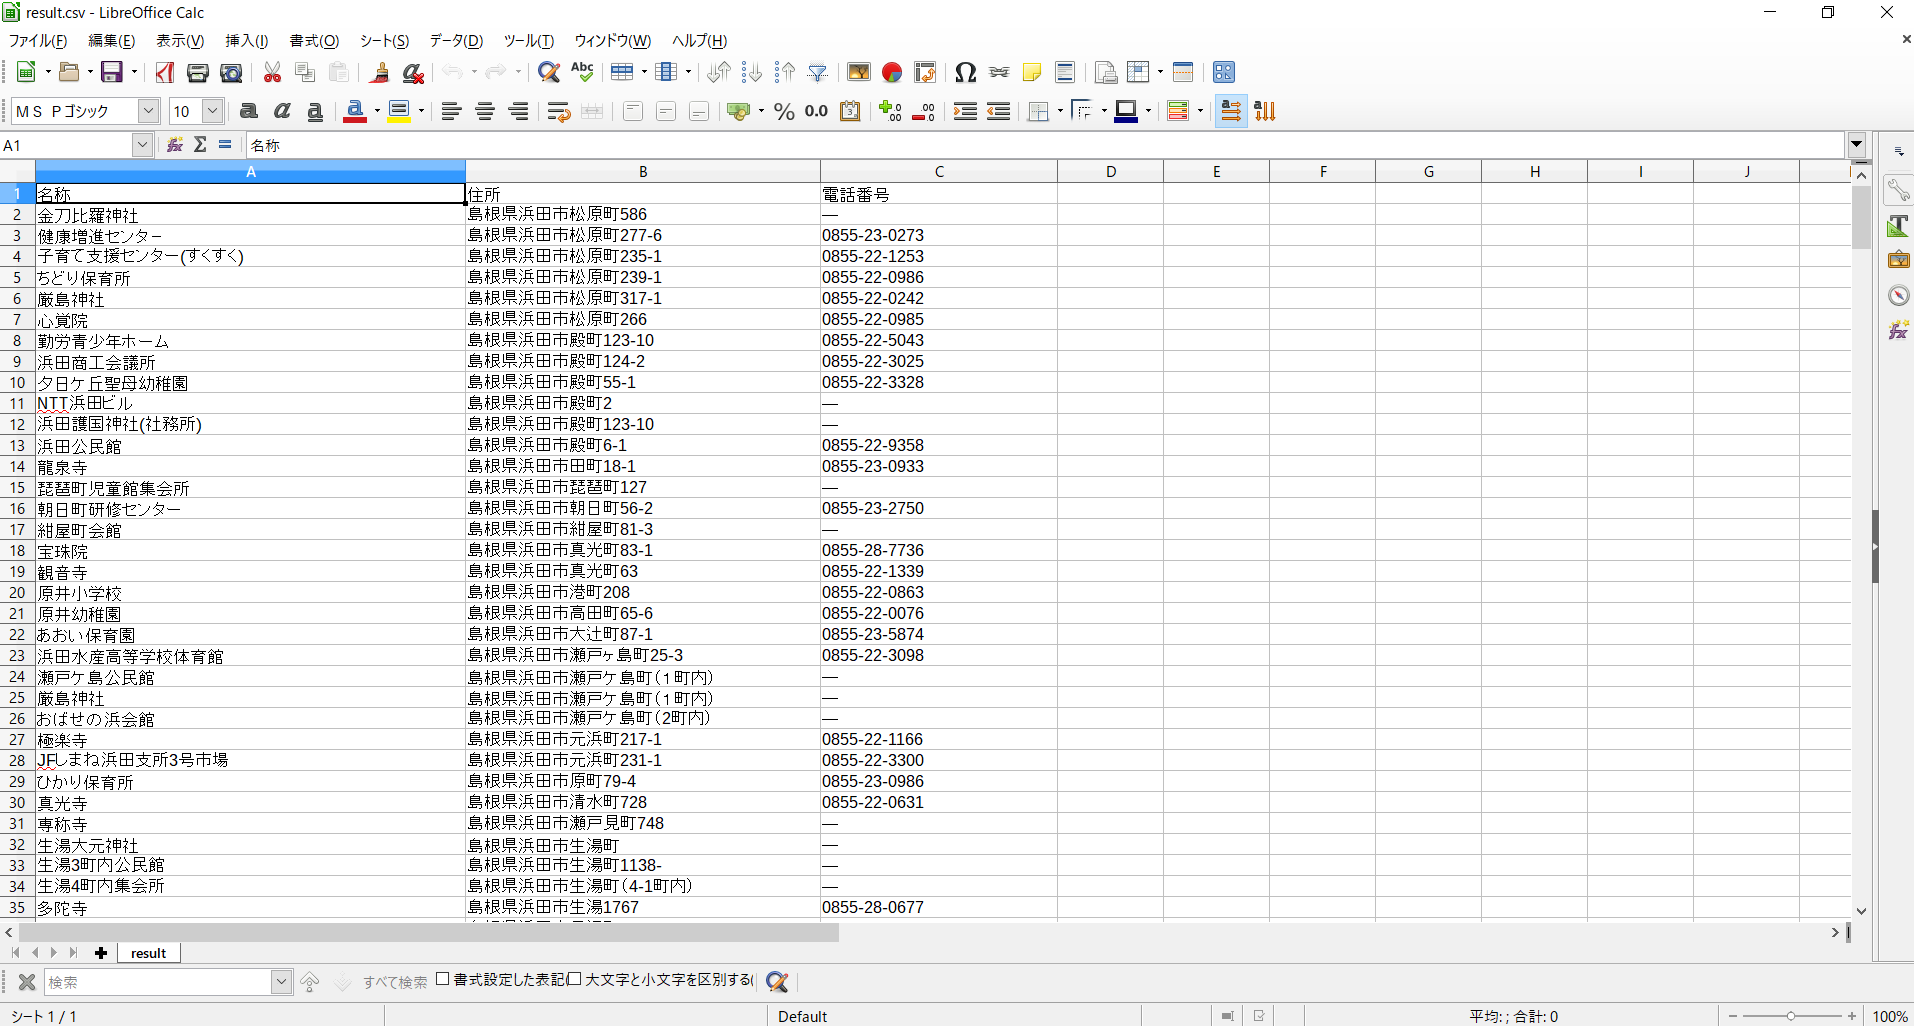 result.csv - LibreOffice Calc
ファイル(F) 編集(E) 表示(V) 挿入(I) 書式(O) シート(S) データ(D) ツール(T) ウィンドウ(W) ヘルプ(H)
ＭＳ Ｐゴシック 10
A1 名称
A B C D E F G H I J
1 名称 住所 電話番号
2 金刀比羅神社 島根県浜田市松原町586 —
3 健康増進センター 島根県浜田市松原町277-6 0855-23-0273
4 子育て支援センター(すくすく) 島根県浜田市松原町235-1 0855-22-1253
5 ちどり保育所 島根県浜田市松原町239-1 0855-22-0986
6 厳島神社 島根県浜田市松原町317-1 0855-22-0242
7 心覚院 島根県浜田市松原町266 0855-22-0985
8 勤労青少年ホーム 島根県浜田市殿町123-10 0855-22-5043
9 浜田商工会議所 島根県浜田市殿町124-2 0855-22-3025
10 夕日ケ丘聖母幼稚園 島根県浜田市殿町55-1 0855-22-3328
11 NTT浜田ビル 島根県浜田市殿町2 —
12 浜田護国神社(社務所) 島根県浜田市殿町123-10 —
13 浜田公民館 島根県浜田市殿町6-1 0855-22-9358
14 龍泉寺 島根県浜田市田町18-1 0855-23-0933
15 琵琶町児童館集会所 島根県浜田市琵琶町127 —
16 朝日町研修センター 島根県浜田市朝日町56-2 0855-23-2750
17 紺屋町会館 島根県浜田市紺屋町81-3 —
18 宝珠院 島根県浜田市真光町83-1 0855-28-7736
19 観音寺 島根県浜田市真光町63 0855-22-1339
20 原井小学校 島根県浜田市港町208 0855-22-0863
21 原井幼稚園 島根県浜田市高田町65-6 0855-22-0076
22 あおい保育園 島根県浜田市大辻町87-1 0855-23-5874
23 浜田水産高等学校体育館 島根県浜田市瀬戸ヶ島町25-3 0855-22-3098
24 瀬戸ケ島公民館 島根県浜田市瀬戸ケ島町（１町内） —
25 厳島神社 島根県浜田市瀬戸ケ島町（１町内） —
26 おばせの浜会館 島根県浜田市瀬戸ケ島町（2町内） —
27 極楽寺 島根県浜田市元浜町217-1 0855-22-1166
28 JFしまね浜田支所3号市場 島根県浜田市元浜町231-1 0855-22-3300
29 ひかり保育所 島根県浜田市原町79-4 0855-23-0986
30 真光寺 島根県浜田市清水町728 0855-22-0631
31 専称寺 島根県浜田市瀬戸見町748 —
32 生湯大元神社 島根県浜田市生湯町 —
33 生湯3町内公民館 島根県浜田市生湯町1138- —
34 生湯4町内集会所 島根県浜田市生湯町（4-1町内） —
35 多陀寺 島根県浜田市生湯1767 0855-28-0677
result
検索 すべて検索 書式設定した表記( 大文字と小文字を区別する(
シート 1 / 1 Default 平均: ; 合計: 0 100%